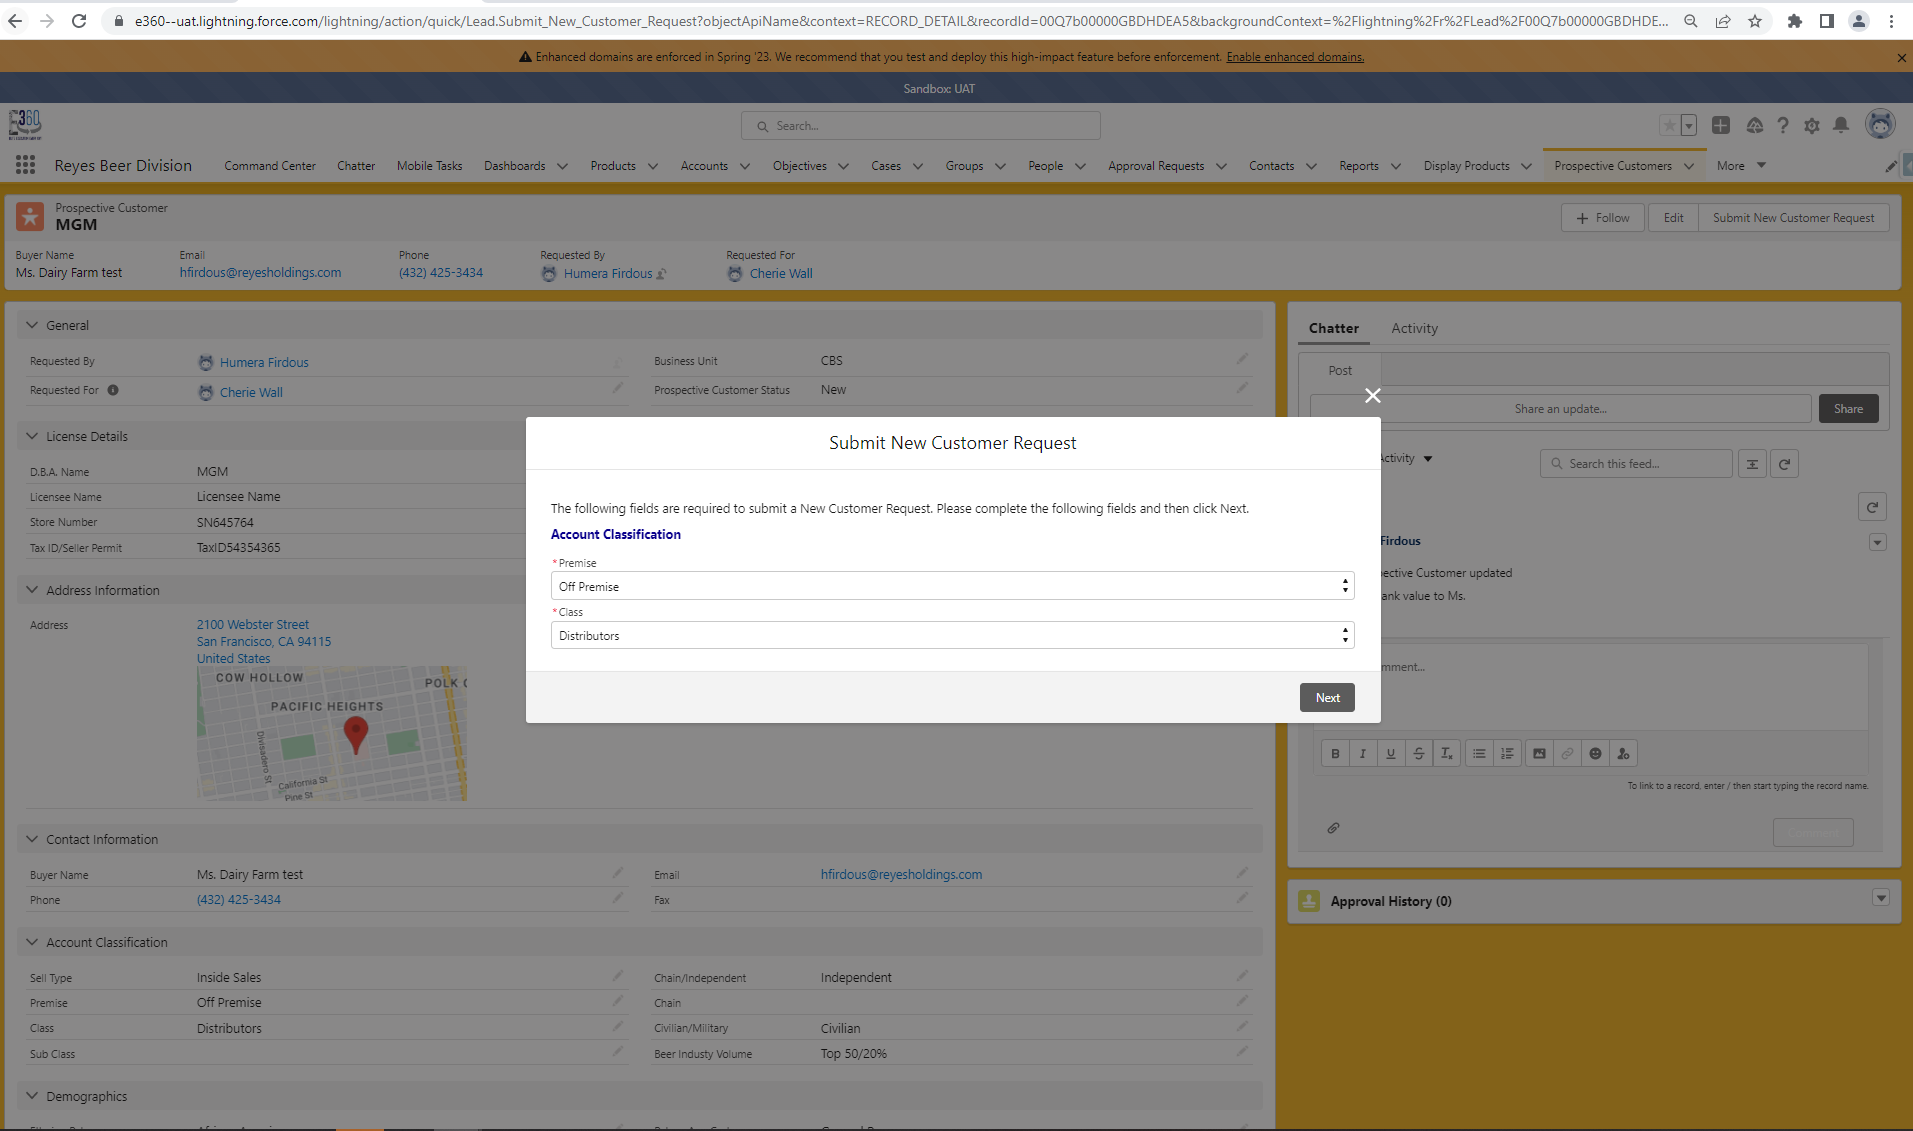 e360--uat.lightning.force.com/lightning/action/quick/Lead.Submit_New_Customer_Request?objectApiName&context=RECORD_DETAIL&recordId=00Q7b00000GBDHDEA5&backgroundContext=%2Flightning%2Fr%2FLead%2F00Q7b00000GBDHDE...
Enhanced domains are enforced in Spring '23. We recommend that you test and deploy this high-impact feature before enforcement. Enable enhanced domains.
Sandbox: UAT
E360
Search...
Reyes Beer Division Command Center Chatter Mobile Tasks Dashboards Products Accounts Objectives Cases Groups People Approval Requests Contacts Reports Display Products Prospective Customers More
Prospective Customer
MGM
Follow Edit Submit New Customer Request
Buyer Name Email Phone Requested By Requested For
Ms. Dairy Farm test hfirdous@reyesholdings.com (432) 425-3434 Humera Firdous Cherie Wall
General
Requested By Humera Firdous Business Unit CBS
Requested For Cherie Wall Prospective Customer Status New
License Details
D.B.A. Name MGM
Licensee Name Licensee Name
Store Number SN645764
Tax ID/Seller Permit TaxID54354365
Address Information
Address 2100 Webster Street
San Francisco, CA 94115
United States
COW HOLLOW
POLK
PACIFIC HEIGHTS
Divisadero St
California St
Pine St
Contact Information
Buyer Name Ms. Dairy Farm test Email hfirdous@reyesholdings.com
Phone (432) 425-3434 Fax
Account Classification
Sell Type Inside Sales Chain/Independent Independent
Premise Off Premise Chain
Class Distributors Civilian/Military Civilian
Sub Class Beer Industy Volume Top 50/20%
Demographics
Submit New Customer Request
The following fields are required to submit a New Customer Request. Please complete the following fields and then click Next.
Account Classification
*Premise
Off Premise
*Class
Distributors
Next
Chatter Activity
Post
Share an update... Share
Activity Search this feed...
Firdous
pective Customer updated
ank value to Ms.
mment...
B I U S Tx
To link to a record, enter / then start typing the record name.
Comment
Approval History (0)